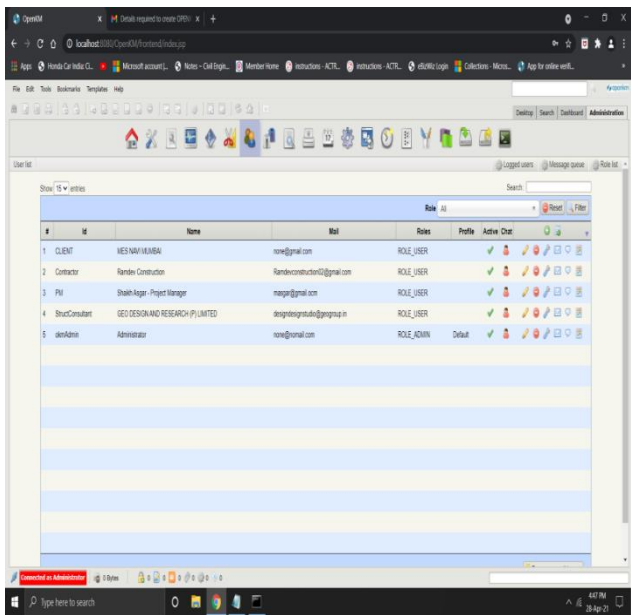 OpenKM
Details required to create OPEN
localhost:8080/OpenKM/frontend/index.jsp
Apps
Honda Car India: Ci...
Microsoft account |...
Notes – Civil Engin...
Member Home
instructions - ACTR...
instructions - ACTR...
eBizWiz Login
Collections - Micros...
App for online verifi...
File Edit Tools Bookmarks Templates Help
Desktop Search Dashboard Administration
User list
Logged users
Message queue
Role list
Show 15 entries
Search:
Role All
Reset
Filter
# Id Name Mail Roles Profile Active Chat
1 CLIENT MES NAVI MUMBAI none@gmail.com ROLE_USER
2 Contractor Ramdev Construction Ramdevconstruction02@gmail.com ROLE_USER
3 PM Shaikh Asgar - Project Manager ROLE_USER
4 StructConsultant GEO DESIGN AND RESEARCH (P) LIMITED designdesignstudio@geogroup.in ROLE_USER
5 okmAdmin Administrator none@nomail.com ROLE_ADMIN Default
Connected as Administrator
0 Bytes
Type here to search
4:47 PM
28-Apr-21